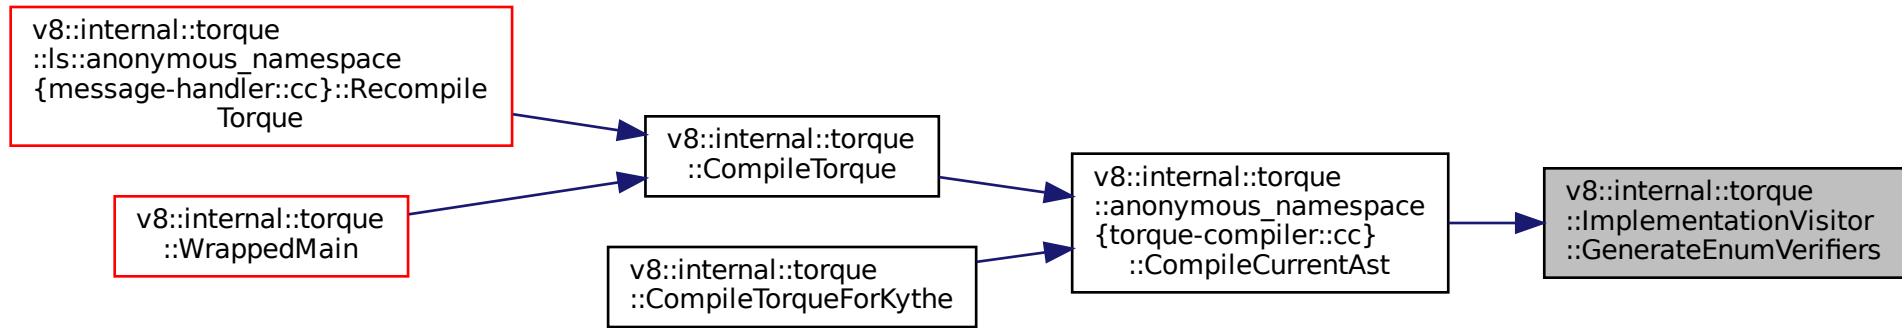 v8::internal::torque
::ls::anonymous_namespace
{message-handler::cc}::Recompile
Torque
v8::internal::torque
::WrappedMain
v8::internal::torque
::CompileTorque
v8::internal::torque
::CompileTorqueForKythe
v8::internal::torque
::anonymous_namespace
{torque-compiler::cc}
::CompileCurrentAst
v8::internal::torque
::ImplementationVisitor
::GenerateEnumVerifiers